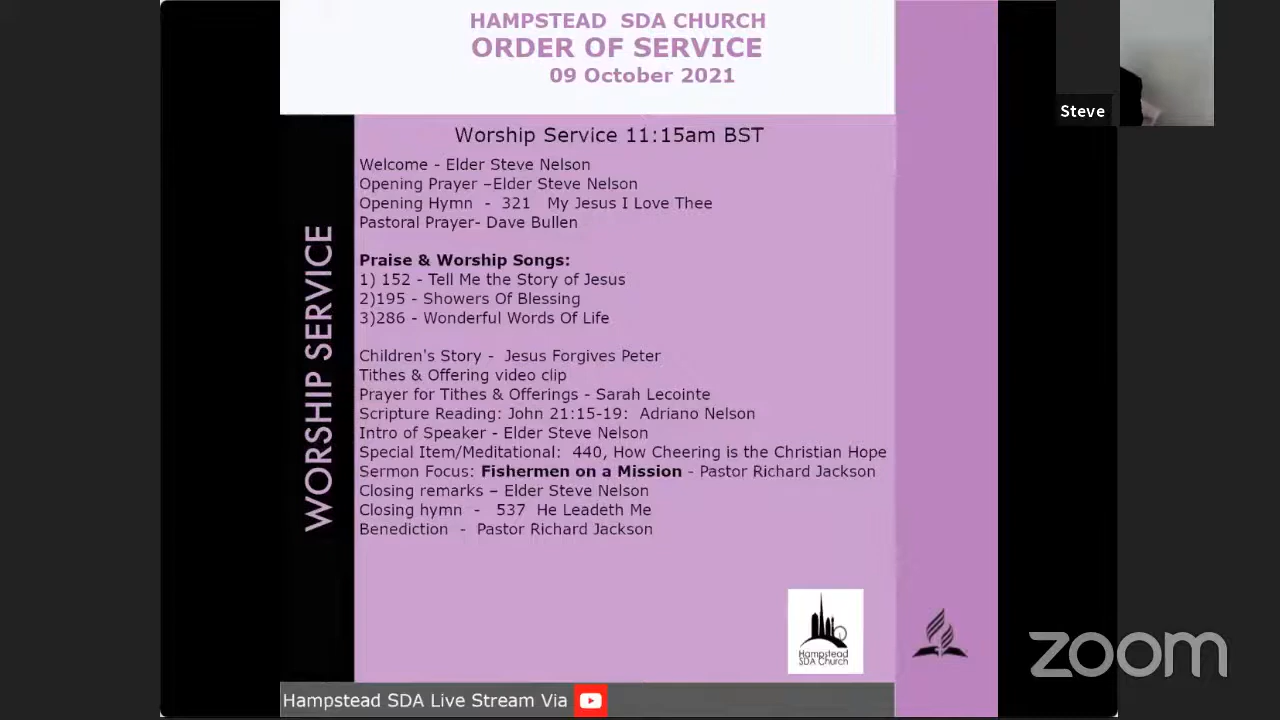 HAMPSTEAD SDA CHURCH
ORDER OF SERVICE
09 October 2021
Steve
Worship Service 11:15am BST
WORSHIP SERVICE
Welcome - Elder Steve Nelson
Opening Prayer –Elder Steve Nelson
Opening Hymn - 321 My Jesus I Love Thee
Pastoral Prayer- Dave Bullen
Praise & Worship Songs:
1) 152 - Tell Me the Story of Jesus
2)195 - Showers Of Blessing
3)286 - Wonderful Words Of Life
Children's Story - Jesus Forgives Peter
Tithes & Offering video clip
Prayer for Tithes & Offerings - Sarah Lecointe
Scripture Reading: John 21:15-19: Adriano Nelson
Intro of Speaker - Elder Steve Nelson
Special Item/Meditational: 440, How Cheering is the Christian Hope
Sermon Focus: Fishermen on a Mission - Pastor Richard Jackson
Closing remarks – Elder Steve Nelson
Closing hymn - 537 He Leadeth Me
Benediction - Pastor Richard Jackson
Hampstead
SDA Church
zoom
Hampstead SDA Live Stream Via